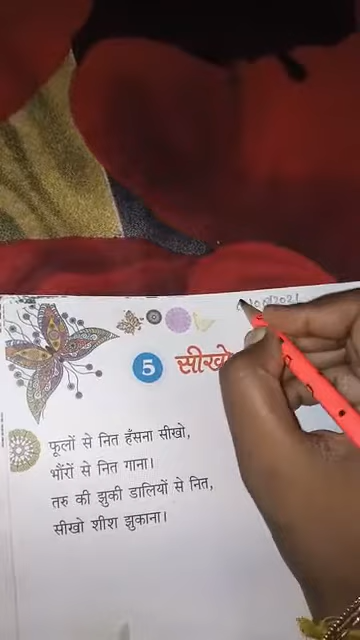 5 सीखो
फूलों से नित हँसना सीखो,
भौंरों से नित गाना।
तरु की झुकी डालियों से नित,
सीखो शीश झुकाना।